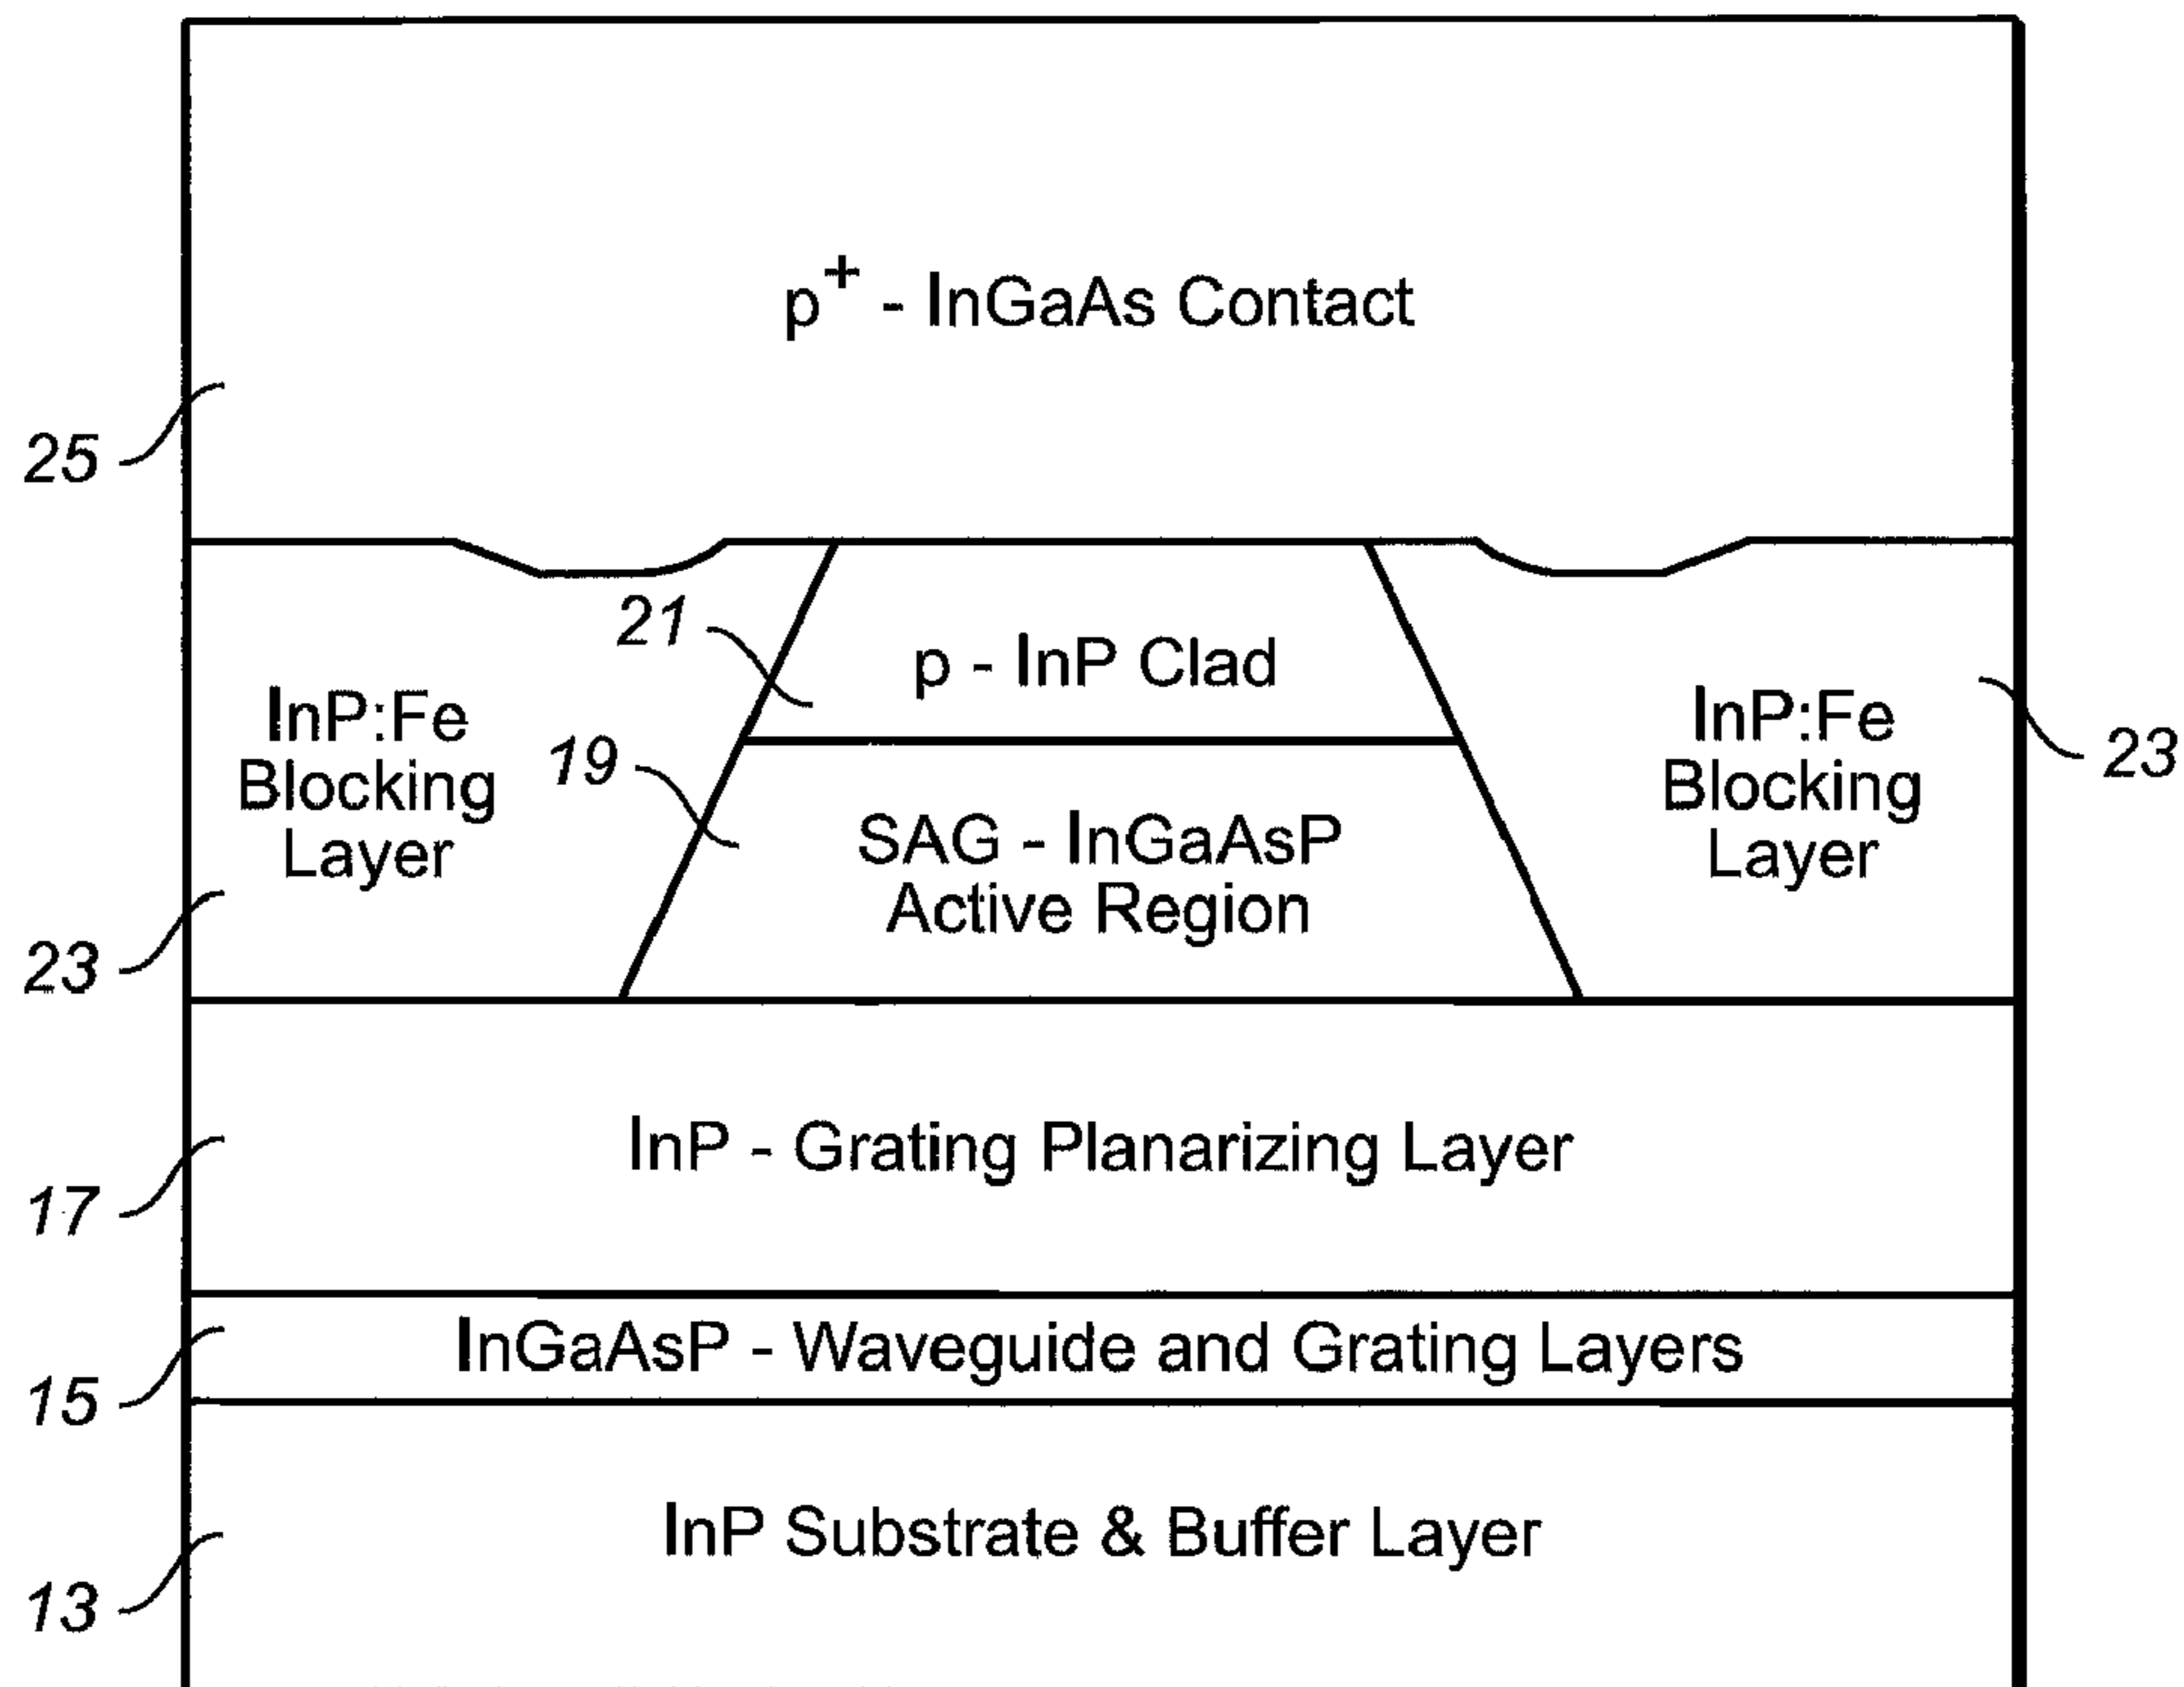 p+ - InGaAs Contact
25
21
p - InP Clad
InP:Fe
Blocking
Layer
InP:Fe
Blocking
Layer
23
19
SAG - InGaAsP
Active Region
23
InP - Grating Planarizing Layer
17
InGaAsP - Waveguide and Grating Layers
15
InP Substrate & Buffer Layer
13